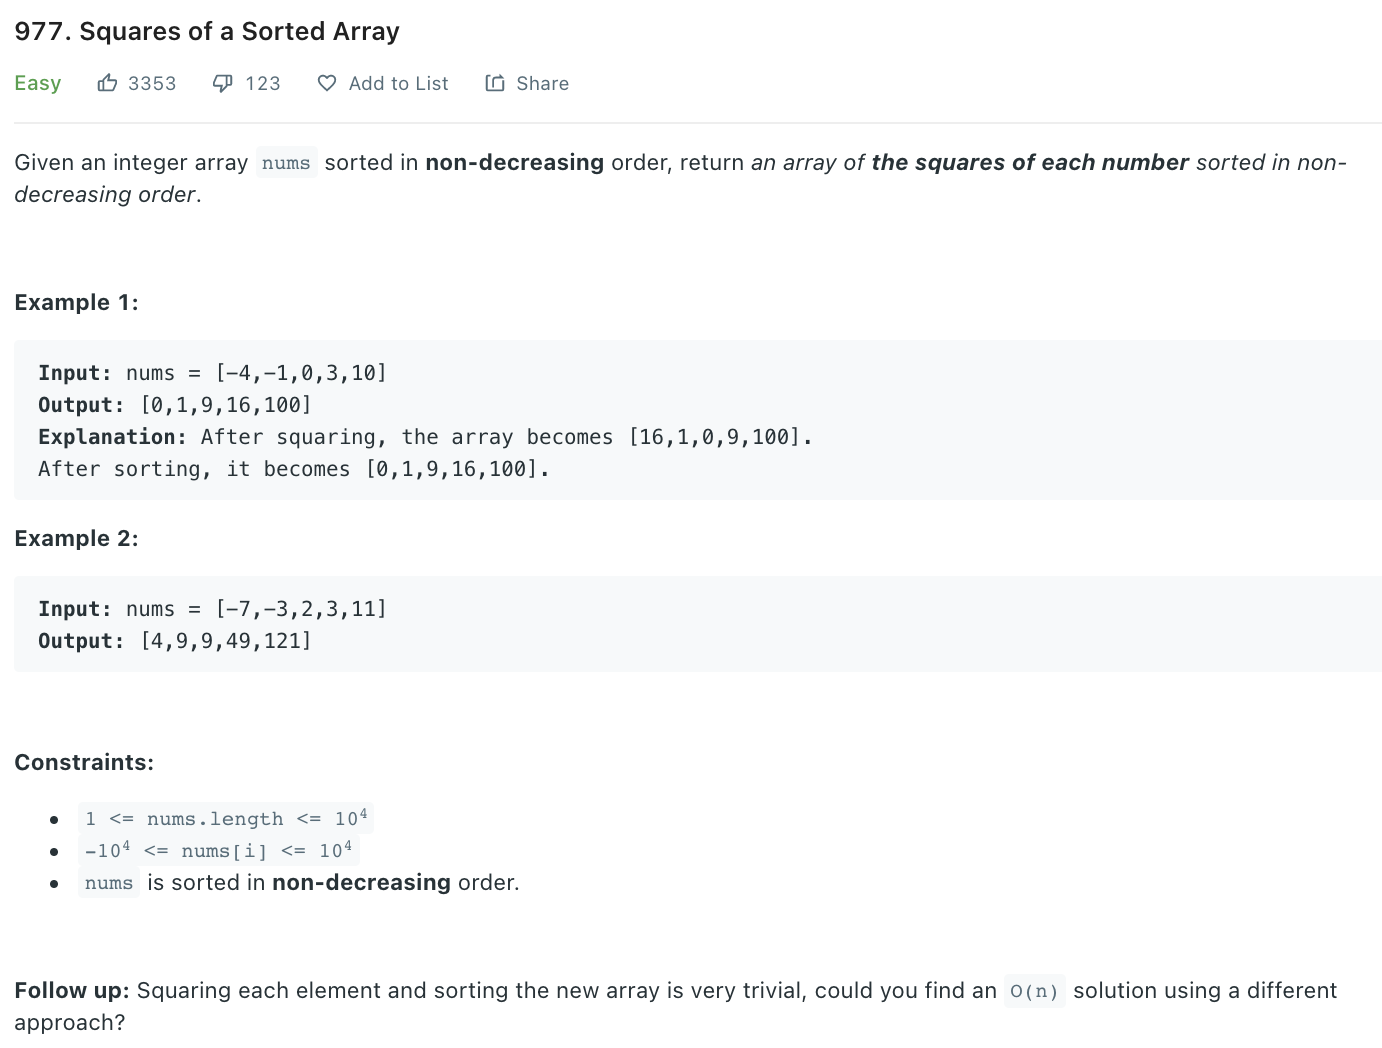 977. Squares of a Sorted Array
Easy 3353 123 Add to List Share
Given an integer array nums sorted in non-decreasing order, return an array of the squares of each number sorted in non-
decreasing order.
Example 1:
Input: nums = [-4,-1,0,3,10]
Output: [0,1,9,16,100]
Explanation: After squaring, the array becomes [16,1,0,9,100].
After sorting, it becomes [0,1,9,16,100].
Example 2:
Input: nums = [-7,-3,2,3,11]
Output: [4,9,9,49,121]
Constraints:
• 1 <= nums.length <= 10⁴
• -10⁴ <= nums[i] <= 10⁴
• nums is sorted in non-decreasing order.
Follow up: Squaring each element and sorting the new array is very trivial, could you find an O(n) solution using a different
approach?